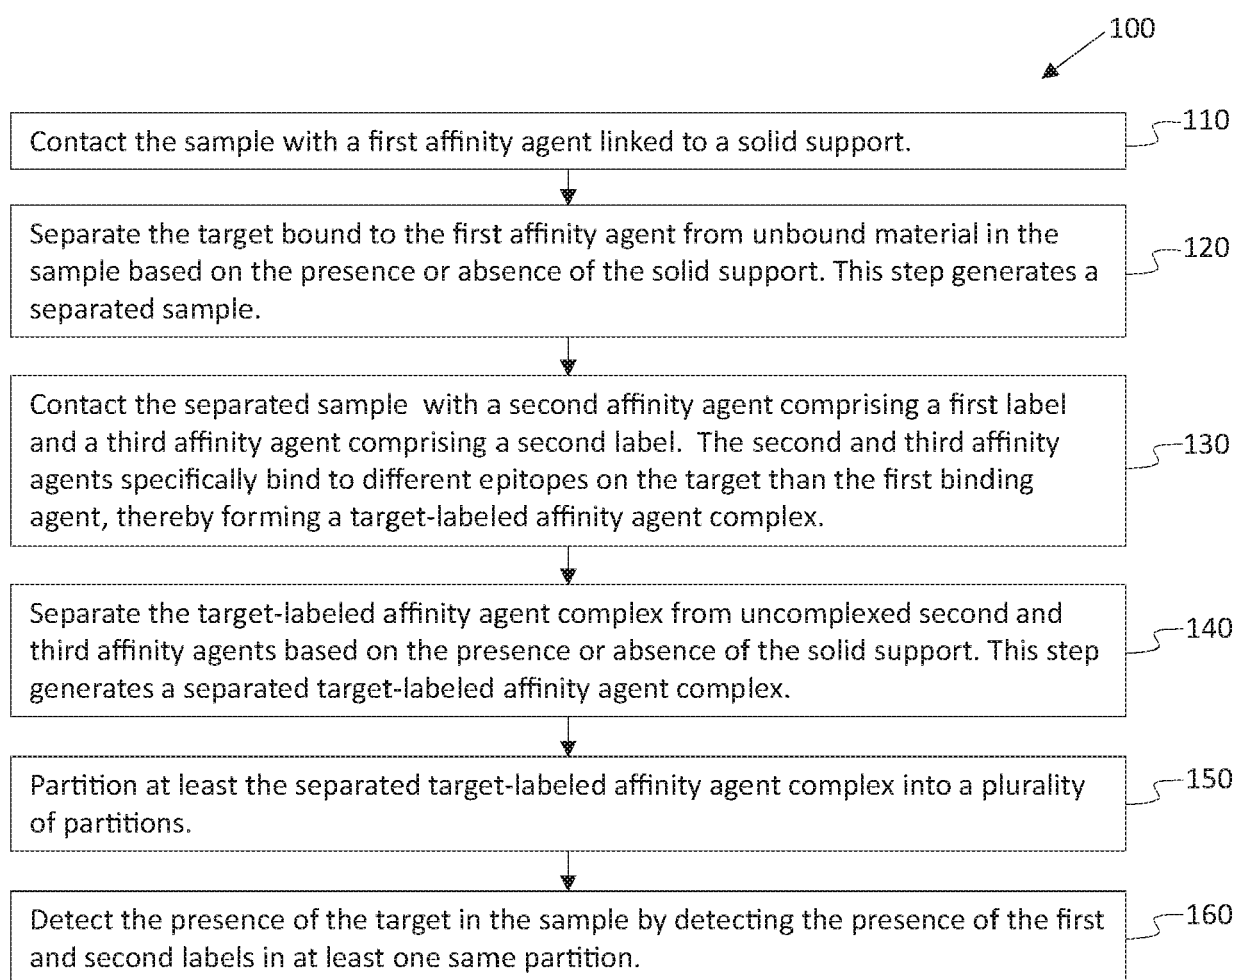 100
Contact the sample with a first affinity agent linked to a solid support.
110
Separate the target bound to the first affinity agent from unbound material in the
sample based on the presence or absence of the solid support. This step generates a
separated sample.
120
Contact the separated sample with a second affinity agent comprising a first label
and a third affinity agent comprising a second label. The second and third affinity
agents specifically bind to different epitopes on the target than the first binding
agent, thereby forming a target-labeled affinity agent complex.
130
Separate the target-labeled affinity agent complex from uncomplexed second and
third affinity agents based on the presence or absence of the solid support. This step
generates a separated target-labeled affinity agent complex.
140
Partition at least the separated target-labeled affinity agent complex into a plurality
of partitions.
150
Detect the presence of the target in the sample by detecting the presence of the first
and second labels in at least one same partition.
160